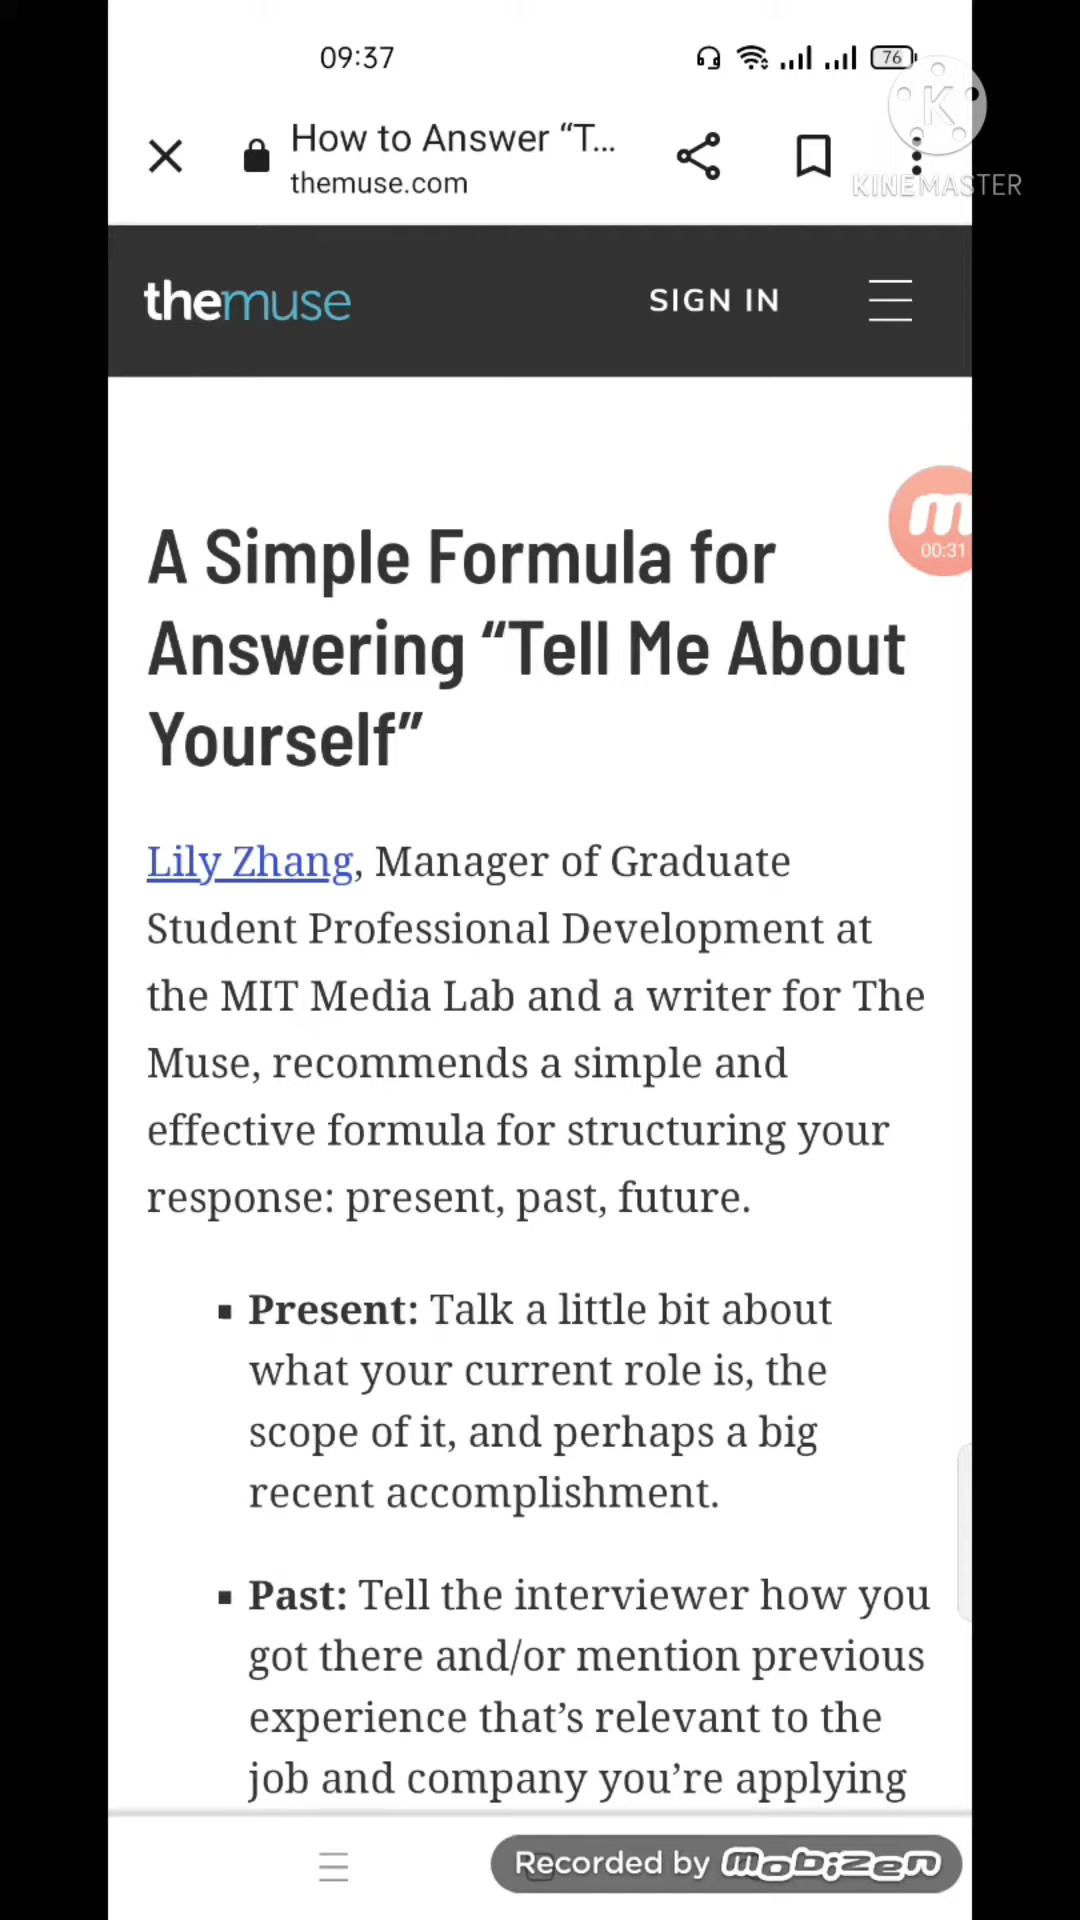 09:37
76
How to Answer “T...
themuse.com
K
KINEMASTER
themuse
SIGN IN
m
00:31
A Simple Formula for
Answering “Tell Me About
Yourself”
Lily Zhang, Manager of Graduate
Student Professional Development at
the MIT Media Lab and a writer for The
Muse, recommends a simple and
effective formula for structuring your
response: present, past, future.
▪ Present: Talk a little bit about
what your current role is, the
scope of it, and perhaps a big
recent accomplishment.
▪ Past: Tell the interviewer how you
got there and/or mention previous
experience that’s relevant to the
job and company you’re applying
Recorded by mobizen